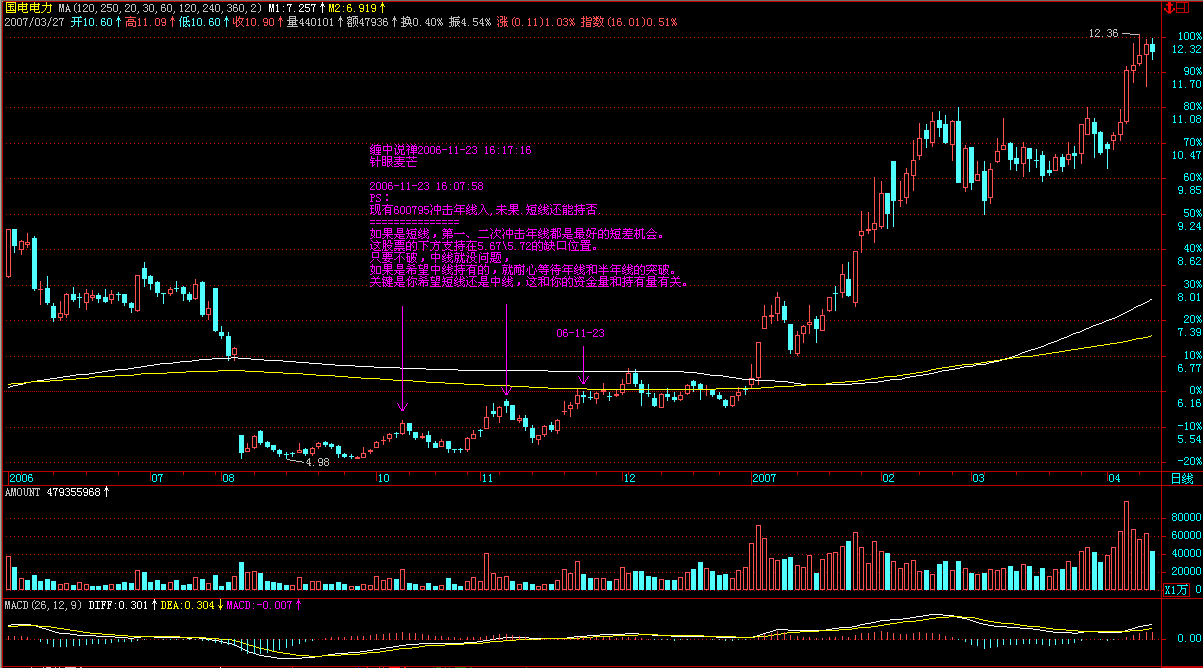 国电电力 MA(120,250,20,30,60,120,240,360,2) M1:7.257↑M2:6.919↑
2007/03/27 开10.60↑高11.09↑低10.60↑收10.90↑量440101↑额47936↑换0.40% 振4.54% 涨(0.11)1.03% 指数(16.01)0.51%
12.36
100%
12.32
90%
11.70
80%
11.08
70%
10.47
60%
9.85
50%
9.24
40%
8.62
30%
8.01
20%
7.39
10%
6.77
0%
6.16
-10%
5.54
-20%
缠中说禅2006-11-23 16:17:16
针眼麦芒
2006-11-23 16:07:58
PS:
现有600795冲击年线入,未果.短线还能持否.
===============
如果是短线，第一、二次冲击年线都是最好的短差机会。
这股票的下方支持在5.67\5.72的缺口位置。
只要不破，中线就没问题，
如果是希望中线持有的，就耐心等待年线和半年线的突破。
关键是你希望短线还是中线，这和你的资金量和持有量有关。
06-11-23
4.98
2006 07 08 10 11 12 2007 02 03 04 日线
AMOUNT 479355968↑
80000
60000
40000
20000
X1万 0
MACD(26,12,9) DIFF:0.301↑DEA:0.304↓MACD:-0.007↑
0.00